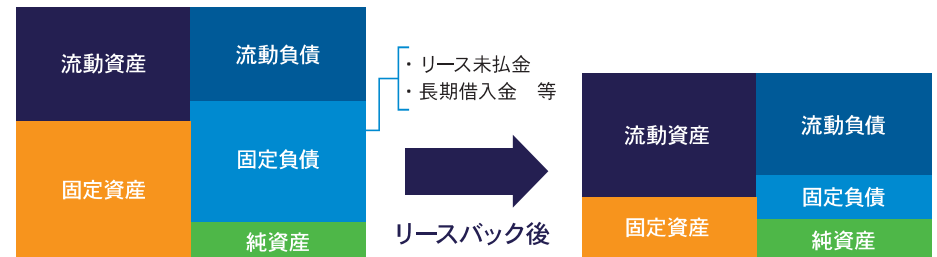 流動資産
流動負債
固定資産
固定負債
純資産
・リース未払金
・長期借入金　等
リースバック後
流動資産
流動負債
固定資産
固定負債
純資産